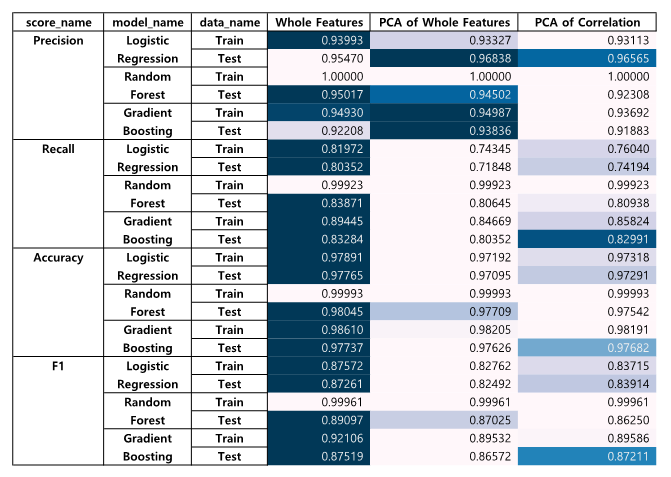 score_name model_name data_name Whole Features PCA of Whole Features PCA of Correlation
Precision Logistic Train 0.93993 0.93327 0.93113
Regression Test 0.95470 0.96838 0.96565
Random Train 1.00000 1.00000 1.00000
Forest Test 0.95017 0.94502 0.92308
Gradient Train 0.94930 0.94987 0.93692
Boosting Test 0.92208 0.93836 0.91883
Recall Logistic Train 0.81972 0.74345 0.76040
Regression Test 0.80352 0.71848 0.74194
Random Train 0.99923 0.99923 0.99923
Forest Test 0.83871 0.80645 0.80938
Gradient Train 0.89445 0.84669 0.85824
Boosting Test 0.83284 0.80352 0.82991
Accuracy Logistic Train 0.97891 0.97192 0.97318
Regression Test 0.97765 0.97095 0.97291
Random Train 0.99993 0.99993 0.99993
Forest Test 0.98045 0.97709 0.97542
Gradient Train 0.98610 0.98205 0.98191
Boosting Test 0.97737 0.97626 0.97682
F1 Logistic Train 0.87572 0.82762 0.83715
Regression Test 0.87261 0.82492 0.83914
Random Train 0.99961 0.99961 0.99961
Forest Test 0.89097 0.87025 0.86250
Gradient Train 0.92106 0.89532 0.89586
Boosting Test 0.87519 0.86572 0.87211